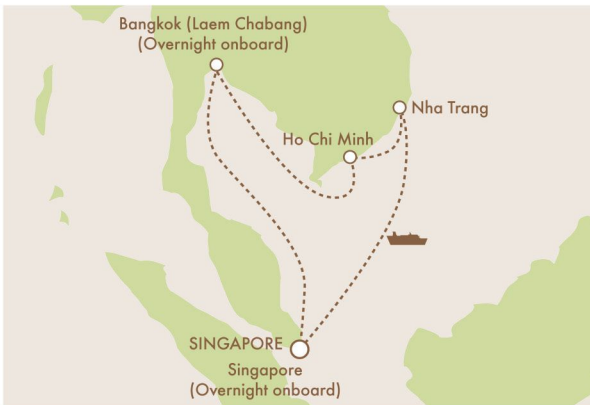 Bangkok (Laem Chabang)
(Overnight onboard)
Nha Trang
Ho Chi Minh
SINGAPORE
Singapore
(Overnight onboard)